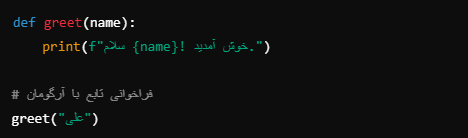 def greet(name):
    print(f"سلام {name}! خوش آمدید.")
# فراخوانی تابع با آرگومان
greet("علی")